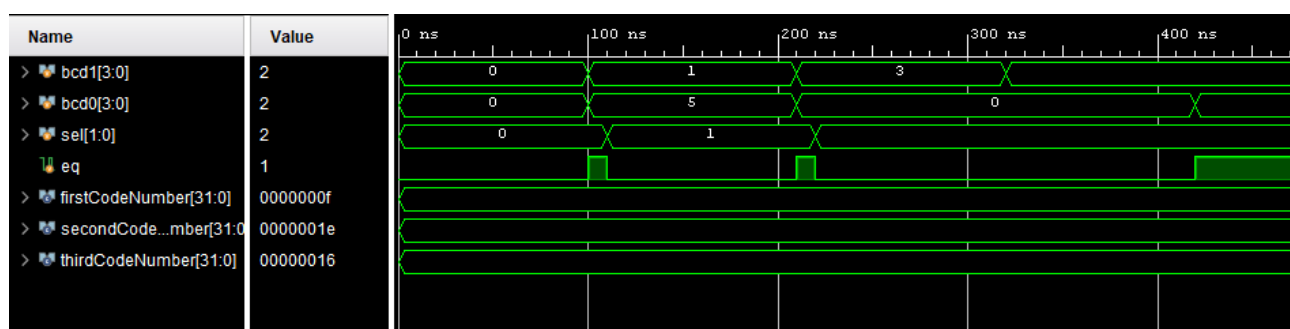 Name Value 0 ns 100 ns 200 ns 300 ns 400 ns
bcd1[3:0] 2 0 1 3
bcd0[3:0] 2 0 5 0
sel[1:0] 2 0 1
eq 1
firstCodeNumber[31:0] 0000000f
secondCode...mber[31:0 0000001e
thirdCodeNumber[31:0] 00000016